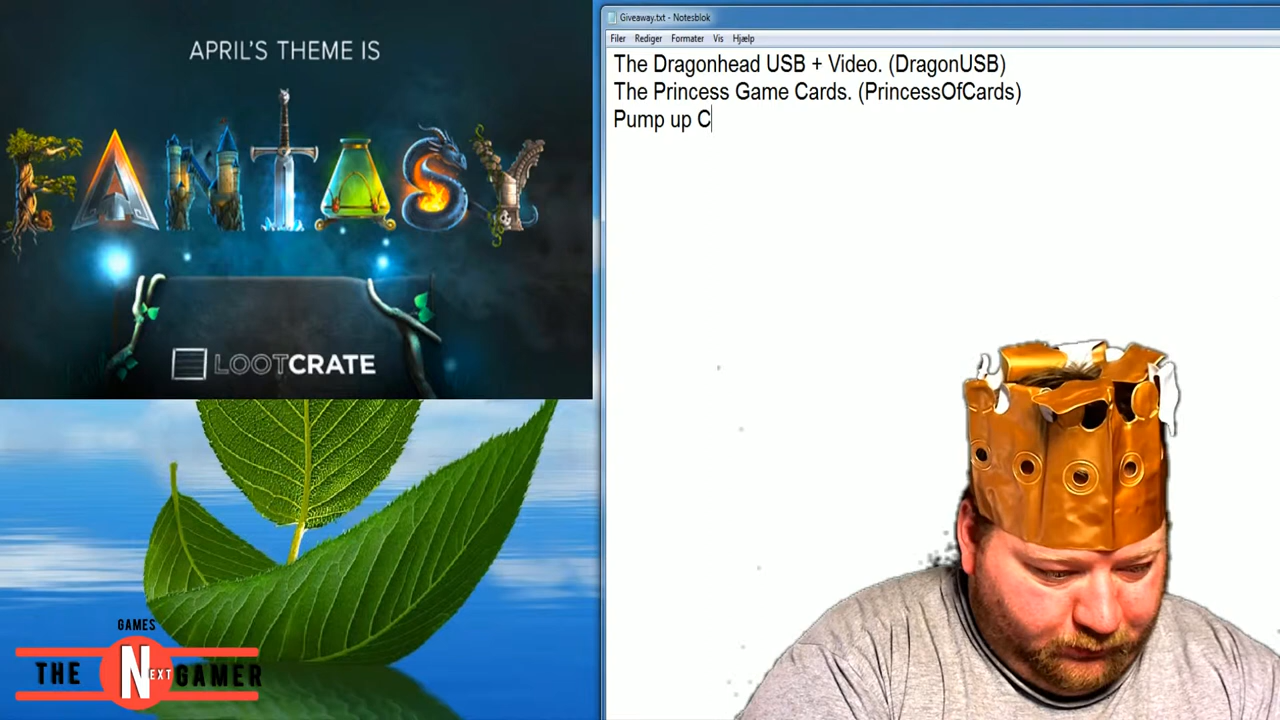 APRIL'S THEME IS
FANTASY
LOOTCRATE
Giveaway.txt - Notesblok
Filer Rediger Formater Vis Hjælp
The Dragonhead USB + Video. (DragonUSB)
The Princess Game Cards. (PrincessOfCards)
Pump up C
GAMES
THE NEXT GAMER